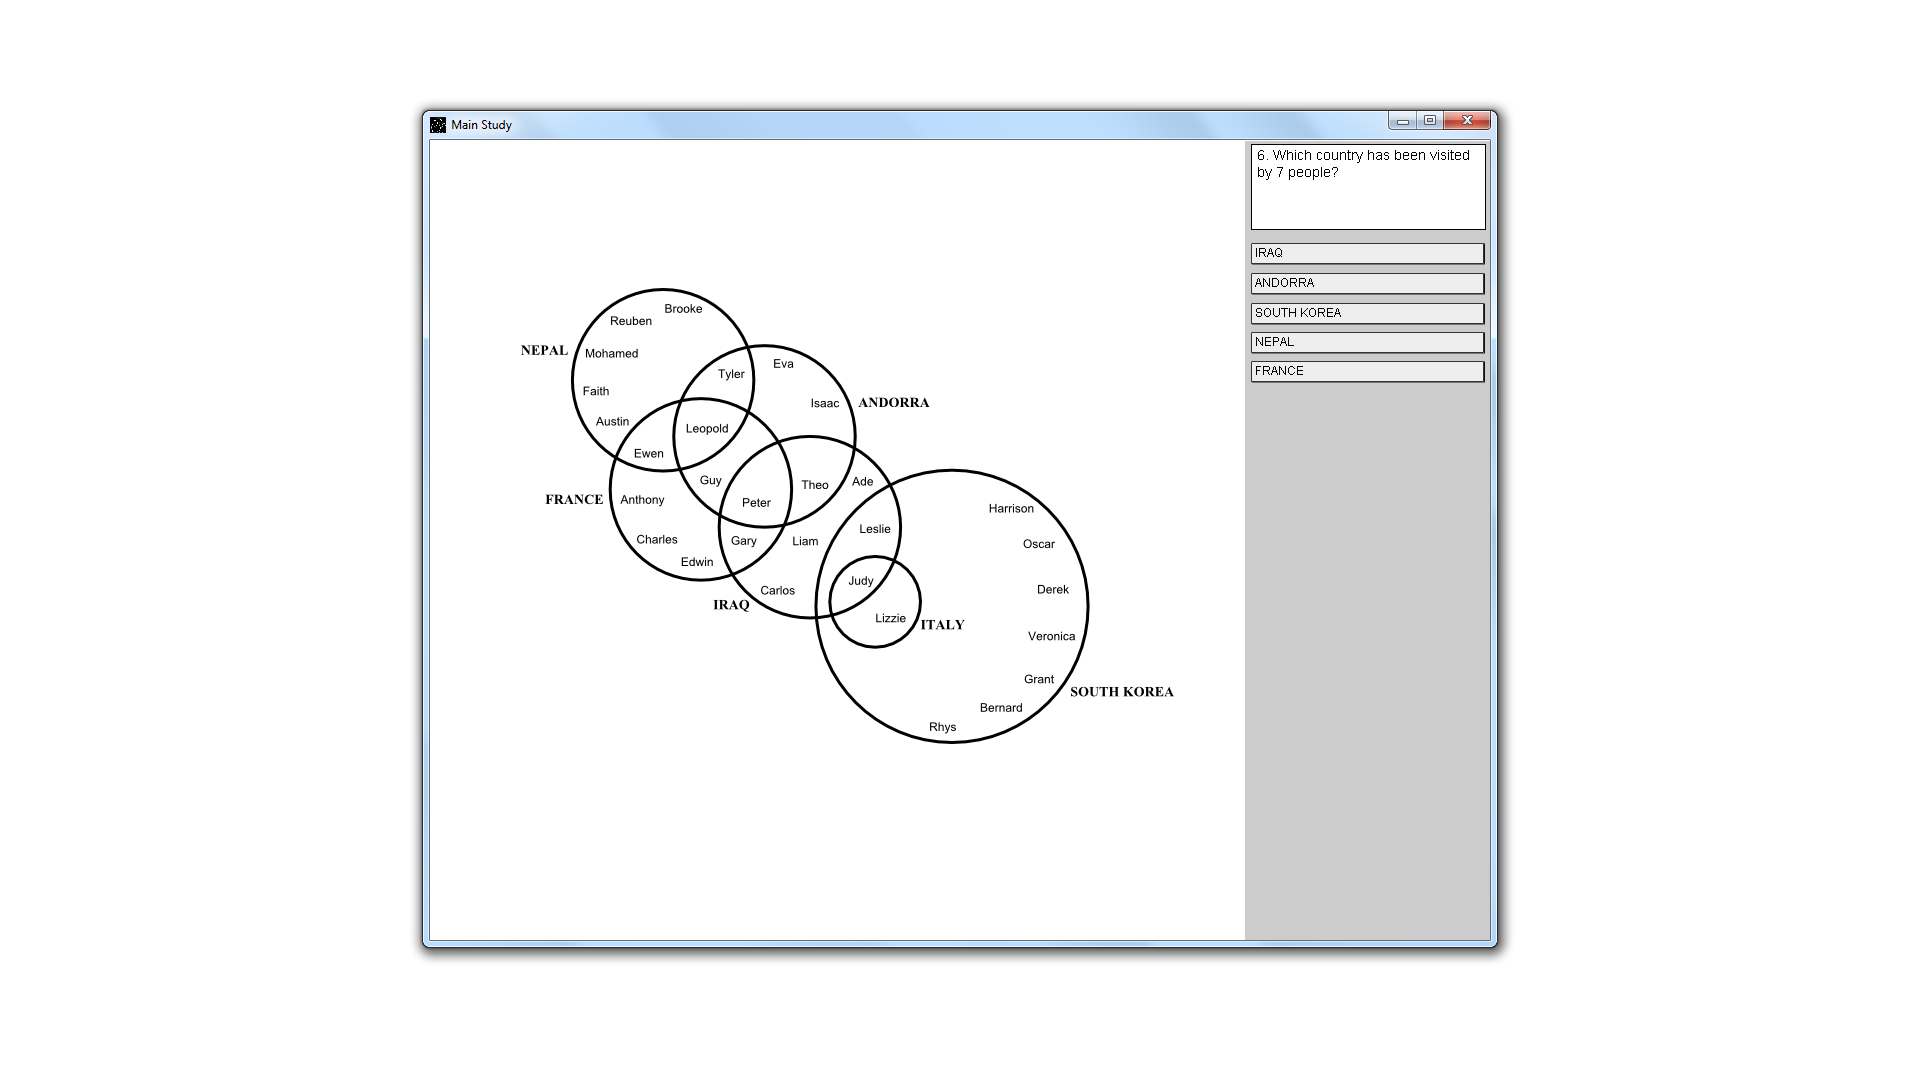 Main Study
6. Which country has been visited
by 7 people?
IRAQ
ANDORRA
SOUTH KOREA
NEPAL
FRANCE
Brooke
Reuben
NEPAL
Mohamed
Eva
Tyler
Faith
Isaac
ANDORRA
Austin
Leopold
Ewen
Guy
Theo
Ade
FRANCE
Anthony
Peter
Harrison
Leslie
Charles
Gary
Liam
Oscar
Edwin
Judy
Carlos
Derek
IRAQ
Lizzie
ITALY
Veronica
Grant
SOUTH KOREA
Bernard
Rhys